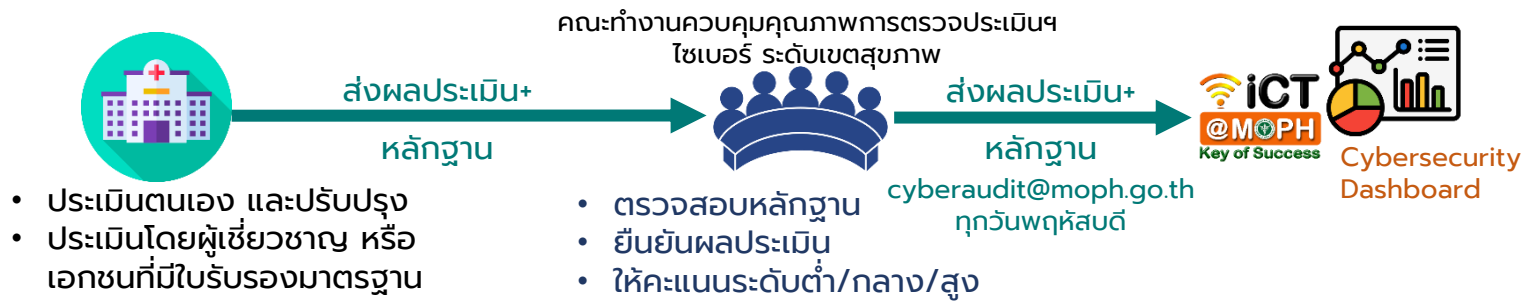 คณะทำงานควบคุมคุณภาพการตรวจประเมินฯ
ไซเบอร์ ระดับเขตสุขภาพ
ส่งผลประเมิน+
หลักฐาน
ส่งผลประเมิน+
หลักฐาน
cyberaudit@moph.go.th
ทุกวันพฤหัสบดี
iCT
@MOPH
Key of Success
Cybersecurity
Dashboard
• ประเมินตนเอง และปรับปรุง
• ประเมินโดยผู้เชี่ยวชาญ หรือ
เอกชนที่มีใบรับรองมาตรฐาน
• ตรวจสอบหลักฐาน
• ยืนยันผลประเมิน
• ให้คะแนนระดับต่ำ/กลาง/สูง